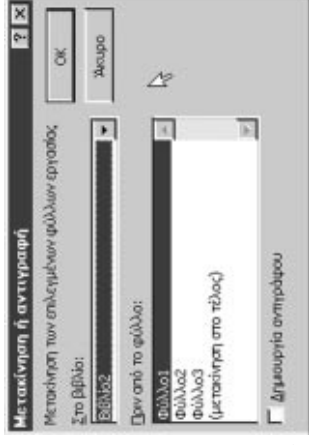 Μετακίνηση ή αντιγραφή
Μετακίνηση των επιλεγμένων φύλλων εργασίας
Στο βιβλίο:
Βιβλίο2
Πριν από το φύλλο:
Φύλλο1
Φύλλο2
Φύλλο3
(μετακίνηση στο τέλος)
Δημιουργία αντιγράφου
OK
Άκυρο